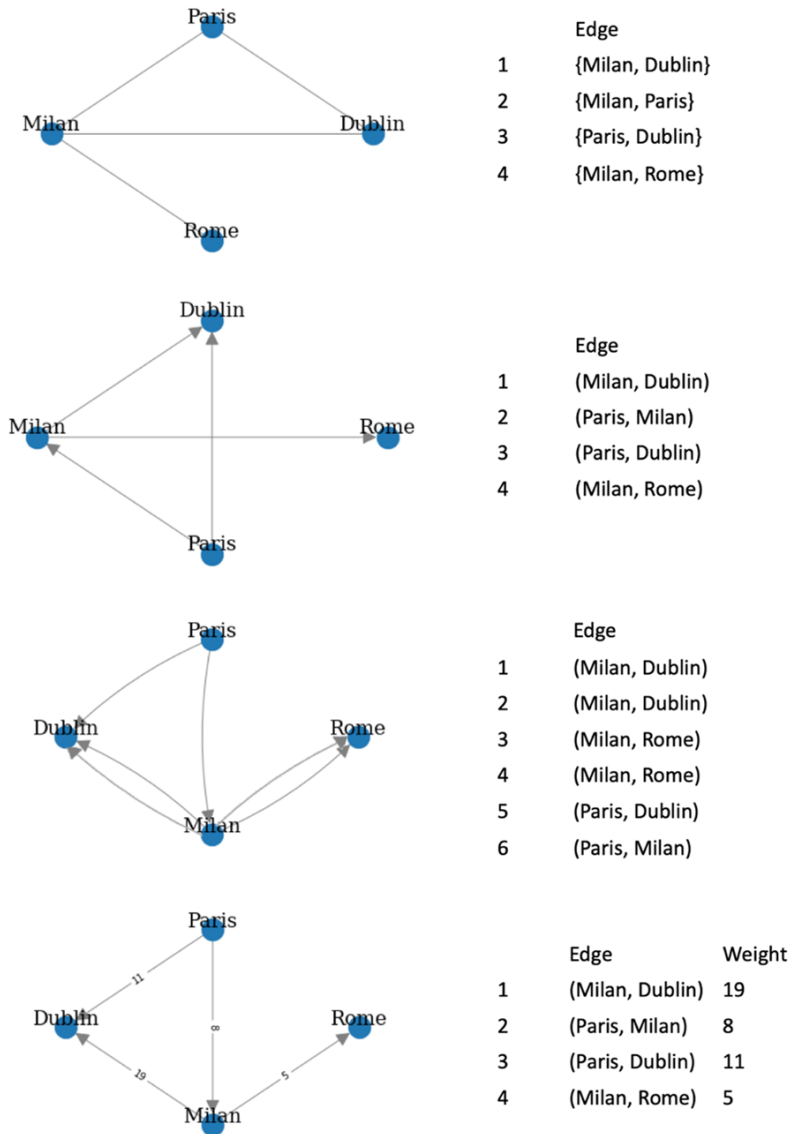 Paris
Milan
Dublin
Rome
Edge
1 {Milan, Dublin}
2 {Milan, Paris}
3 {Paris, Dublin}
4 {Milan, Rome}
Dublin
Milan
Rome
Paris
Edge
1 (Milan, Dublin)
2 (Paris, Milan)
3 (Paris, Dublin)
4 (Milan, Rome)
Paris
Dublin
Rome
Milan
Edge
1 (Milan, Dublin)
2 (Milan, Dublin)
3 (Milan, Rome)
4 (Milan, Rome)
5 (Paris, Dublin)
6 (Paris, Milan)
Paris
11
Dublin
8
Rome
19
5
Milan
Edge Weight
1 (Milan, Dublin) 19
2 (Paris, Milan) 8
3 (Paris, Dublin) 11
4 (Milan, Rome) 5